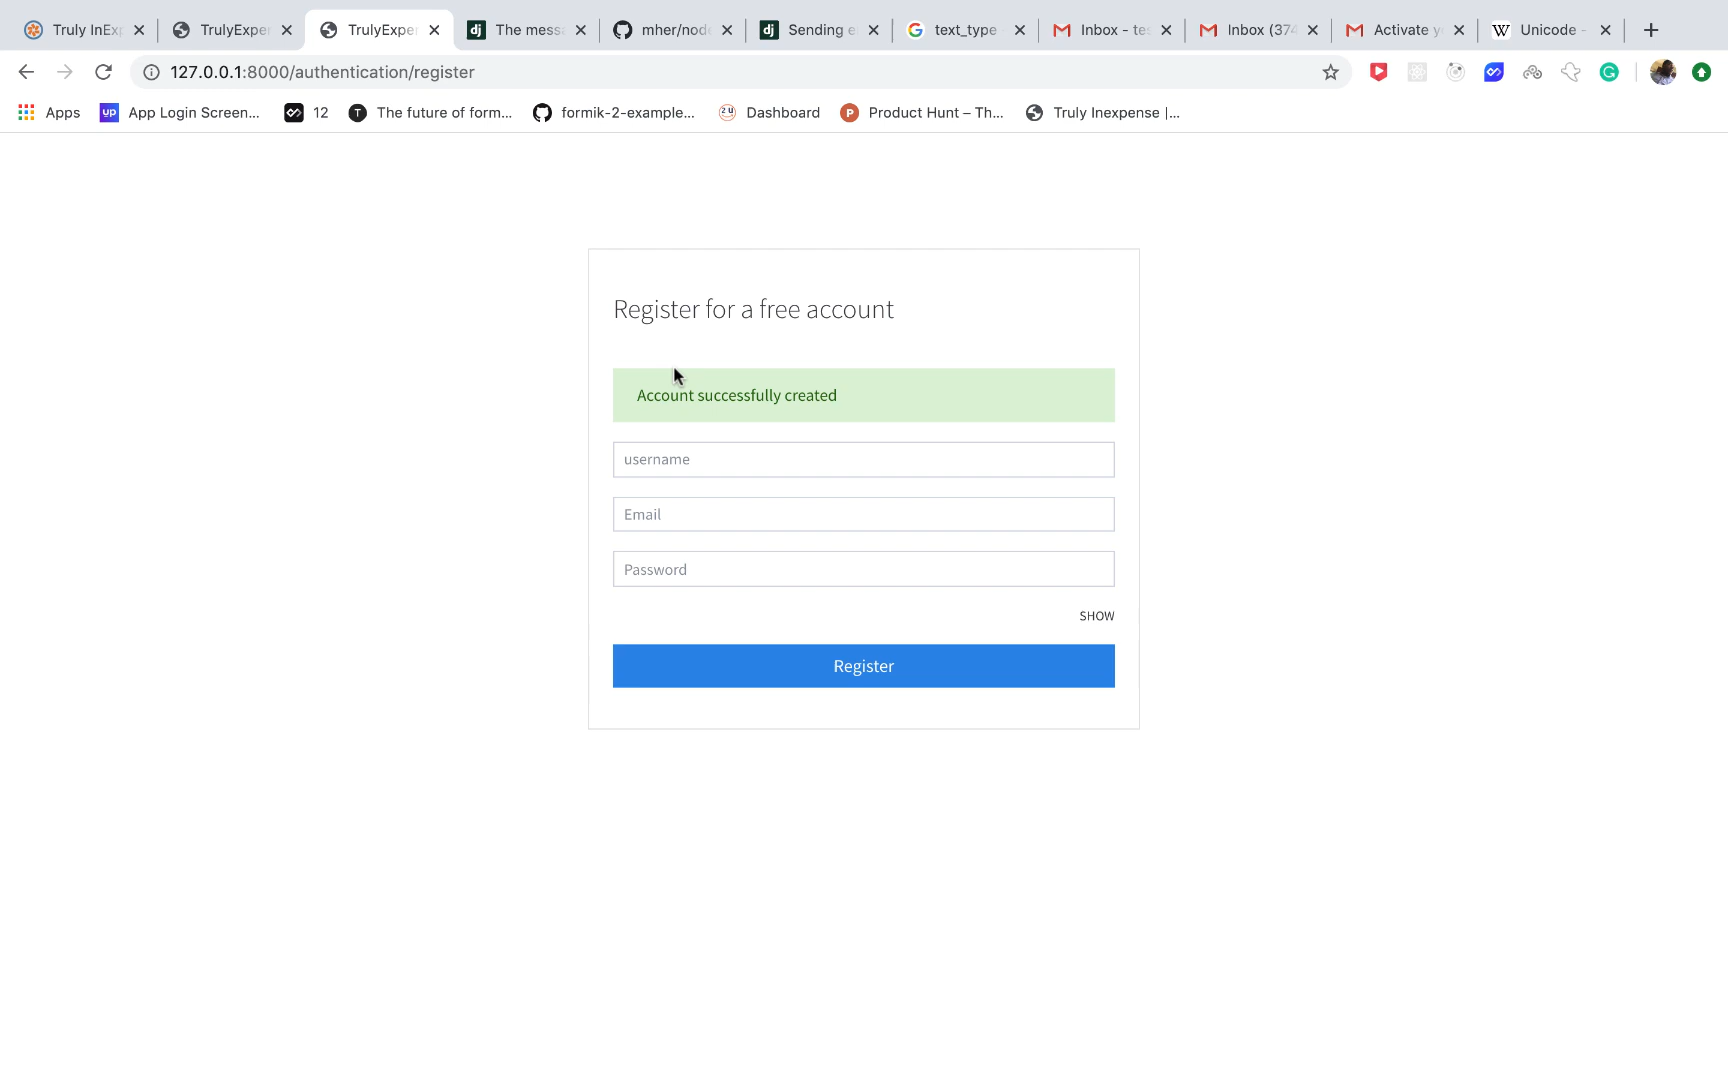 Truly InEx
TrulyExper
TrulyExper
The mess
mher/nod
Sending e
text_type
Inbox - te
Inbox (374
Activate y
Unicode -
127.0.0.1:8000/authentication/register
Apps
up
App Login Screen...
12
T
The future of form...
formik-2-example...
Dashboard
P
Product Hunt – Th...
Truly Inexpense |...
Register for a free account
Account successfully created
username
Email
Password
SHOW
Register